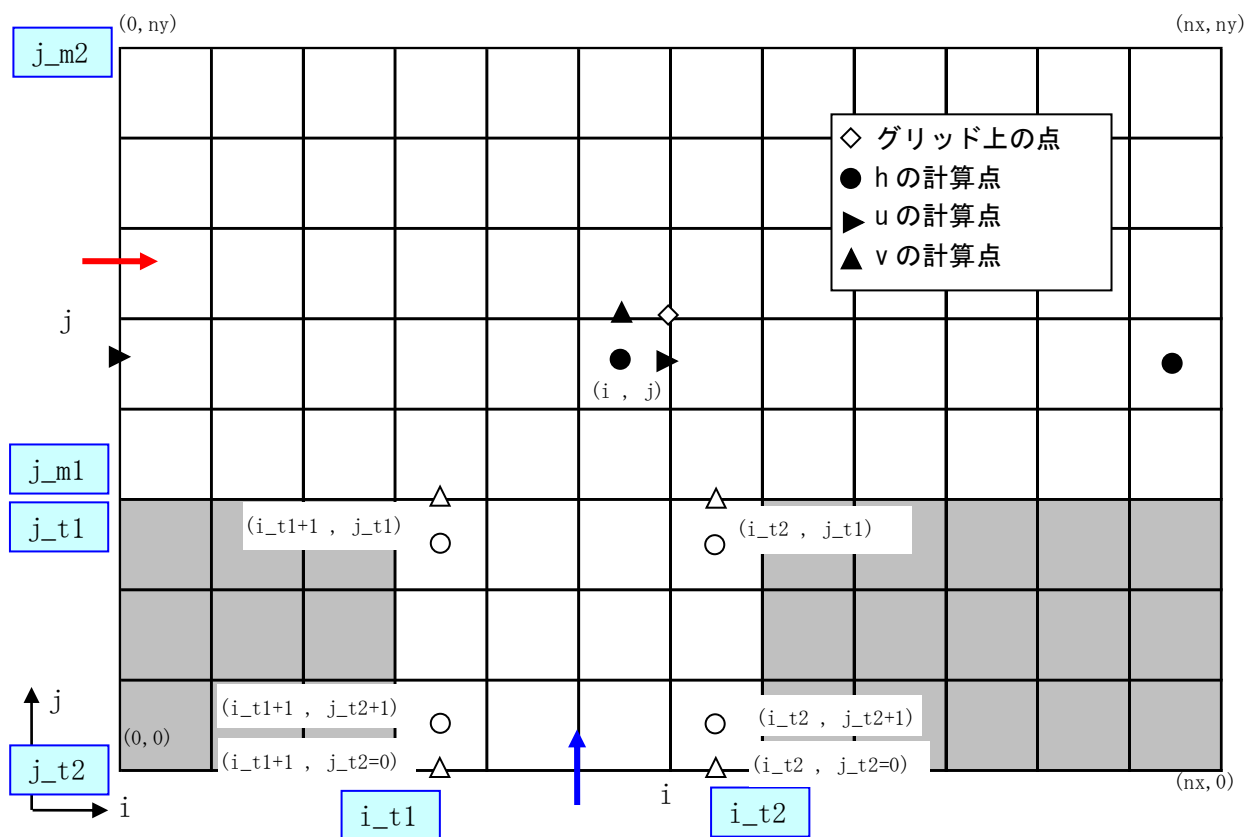 (0,ny)
(nx,ny)
j_m2
グリッド上の点
h の計算点
u の計算点
v の計算点
j
(i , j)
j_m1
j_t1
(i_t1+1 , j_t1)
(i_t2 , j_t1)
j
(i_t1+1 , j_t2+1)
(i_t2 , j_t2+1)
(0,0)
j_t2
(i_t1+1 , j_t2=0)
(i_t2 , j_t2=0)
(nx,0)
i
i_t1
i
i_t2